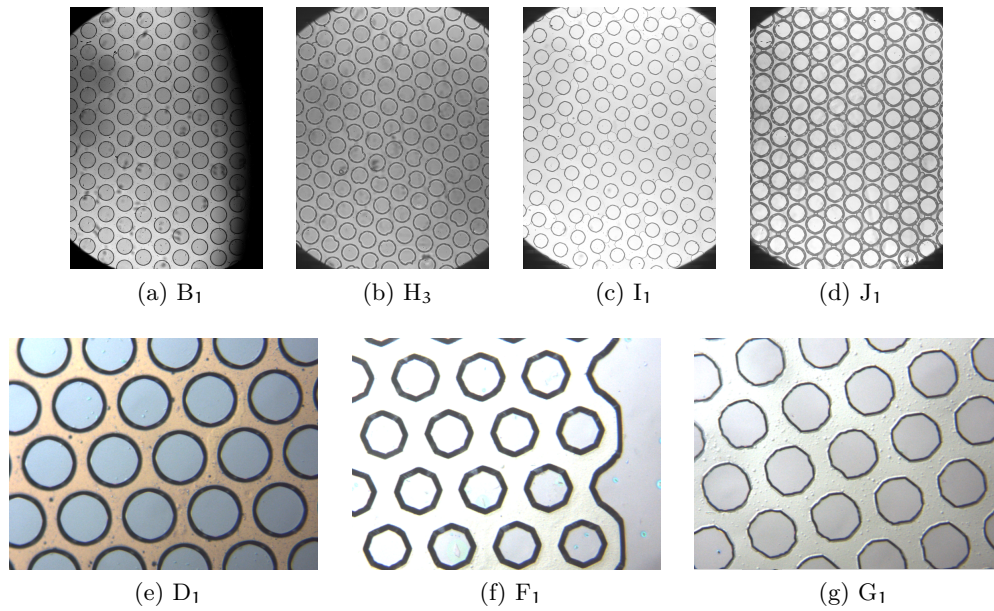 (a) B₁
(b) H₃
(c) I₁
(d) J₁
(e) D₁
(f) F₁
(g) G₁